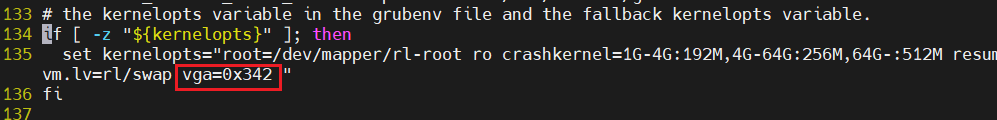 133 # the kernelopts variable in the grubenv file and the fallback kernelopts variable.
134 if [ -z "${kernelopts}" ]; then
135   set kernelopts="root=/dev/mapper/rl-root ro crashkernel=1G-4G:192M,4G-64G:256M,64G-:512M resum
vm.lv=rl/swap vga=0x342 "
136 fi
137